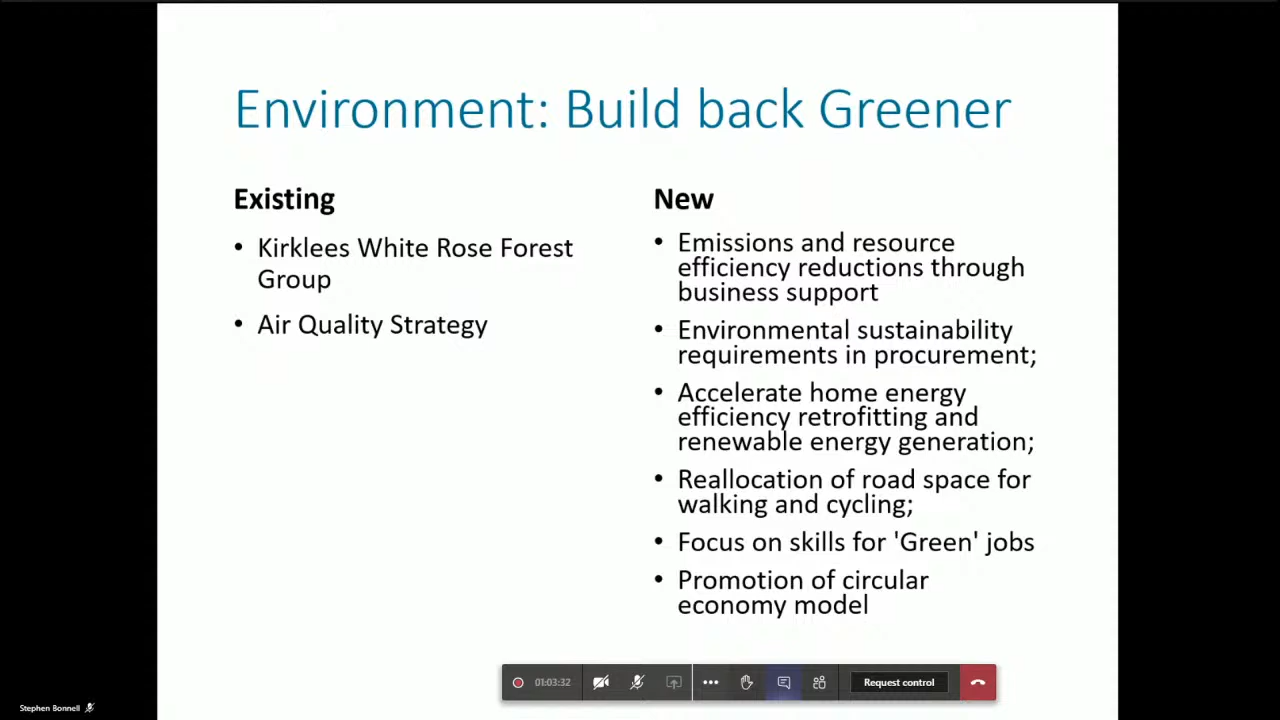 Environment: Build back Greener
Existing
• Kirklees White Rose Forest
Group
• Air Quality Strategy
New
• Emissions and resource
efficiency reductions through
business support
• Environmental sustainability
requirements in procurement;
• Accelerate home energy
efficiency retrofitting and
renewable energy generation;
• Reallocation of road space for
walking and cycling;
• Focus on skills for 'Green' jobs
• Promotion of circular
economy model
01:03:32
Request control
Stephen Bonnell